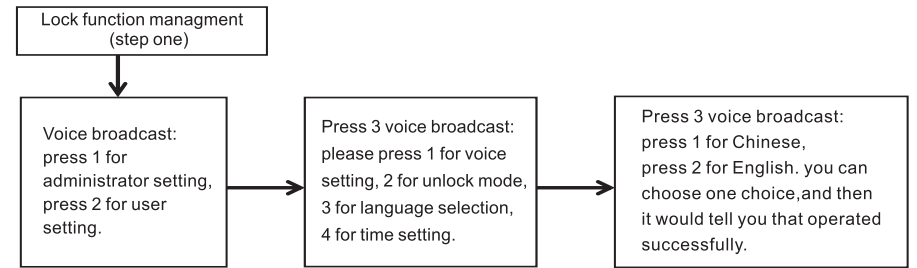 Lock function managment
(step one)
Voice broadcast:
press 1 for
administrator setting,
press 2 for user
setting.
Press 3 voice broadcast:
please press 1 for voice
setting, 2 for unlock mode,
3 for language selection,
4 for time setting.
Press 3 voice broadcast:
press 1 for Chinese,
press 2 for English. you can
choose one choice,and then
it would tell you that operated
successfully.